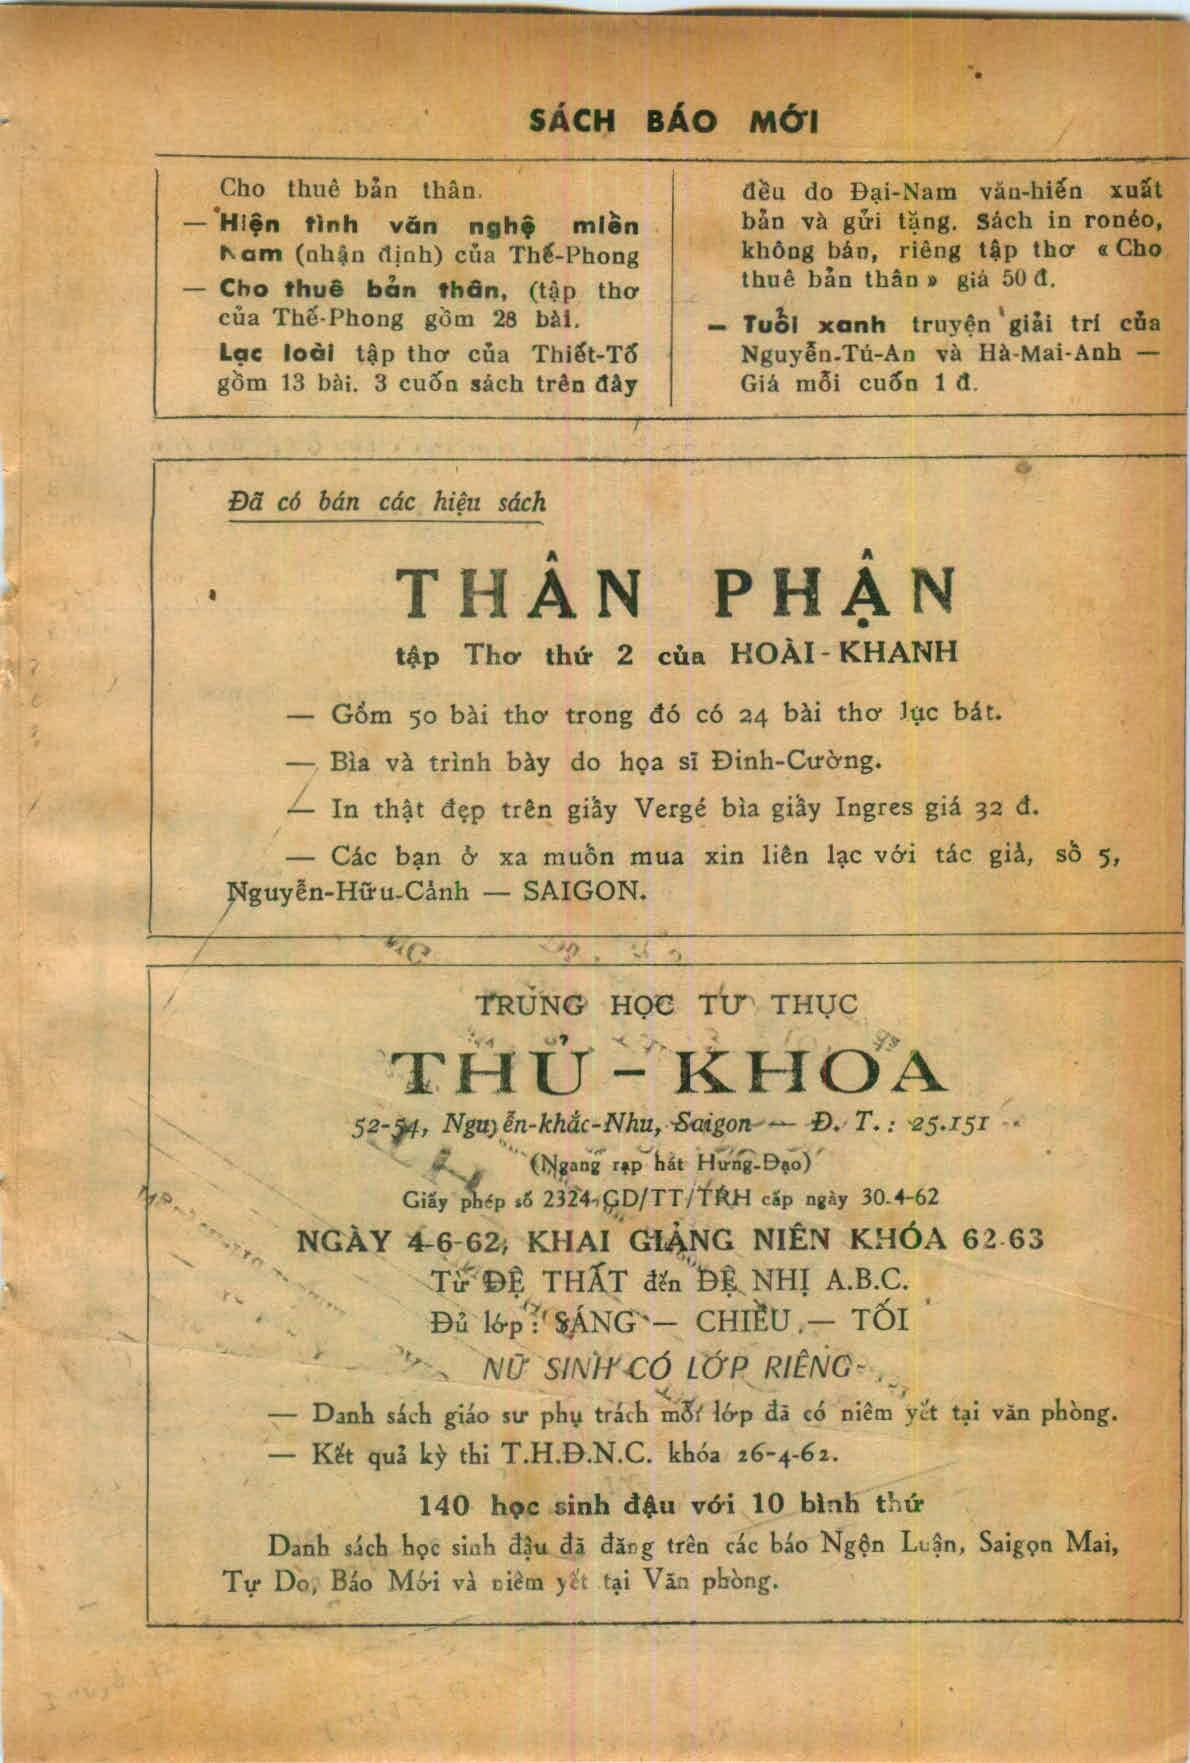 SÁCH BÁO MỚI
Cho thuê bản thân.
— Hiện tình văn nghệ miền
Nam (nhận định) của Thế-Phong
— Cho thuê bản thân, (tập thơ
của Thế-Phong gồm 28 bài.
Lạc loài tập thơ của Thiết-Tố
gồm 13 bài. 3 cuốn sách trên đây
đều do Đại-Nam văn-hiến xuất
bản và gửi tặng. Sách in ronéo,
không bán, riêng tập thơ « Cho
thuê bản thân » giá 50 đ.
— Tuổi xanh truyện giải trí của
Nguyễn-Tú-An và Hà-Mai-Anh —
Giá mỗi cuốn 1 đ.
Đã có bán các hiệu sách
THÂN PHẬN
tập Thơ thứ 2 của HOÀI-KHANH
— Gồm 50 bài thơ trong đó có 24 bài thơ lục bát.
— Bìa và trình bày do họa sĩ Đinh-Cường.
— In thật đẹp trên giấy Vergé bìa giấy Ingres giá 32 đ.
— Các bạn ở xa muốn mua xin liên lạc với tác giả, số 5,
Nguyễn-Hữu-Cảnh — SAIGON.
TRUNG HỌC TƯ THỤC
THỦ-KHOA
52-54, Nguyễn-khắc-Nhu, Saigon — Đ. T. : 25.151
(Ngang rạp hát Hưng-Đạo)
Giấy phép số 2324-GD/TT/TRH cấp ngày 30-4-62
NGÀY 4-6-62, KHAI GIẢNG NIÊN KHÓA 62-63
Từ ĐỆ THẤT đến ĐỆ NHỊ A.B.C.
Đủ lớp : SÁNG — CHIỀU — TỐI
NỮ SINH CÓ LỚP RIÊNG
— Danh sách giáo sư phụ trách mỗi lớp đã có niêm yết tại văn phòng.
— Kết quả kỳ thi T.H.Đ.N.C. khóa 26-4-62.
140 học sinh đậu với 10 bình thứ
Danh sách học sinh đậu đã đăng trên các báo Ngôn Luận, Saigon Mai,
Tự Do, Báo Mới và niêm yết tại Văn phòng.